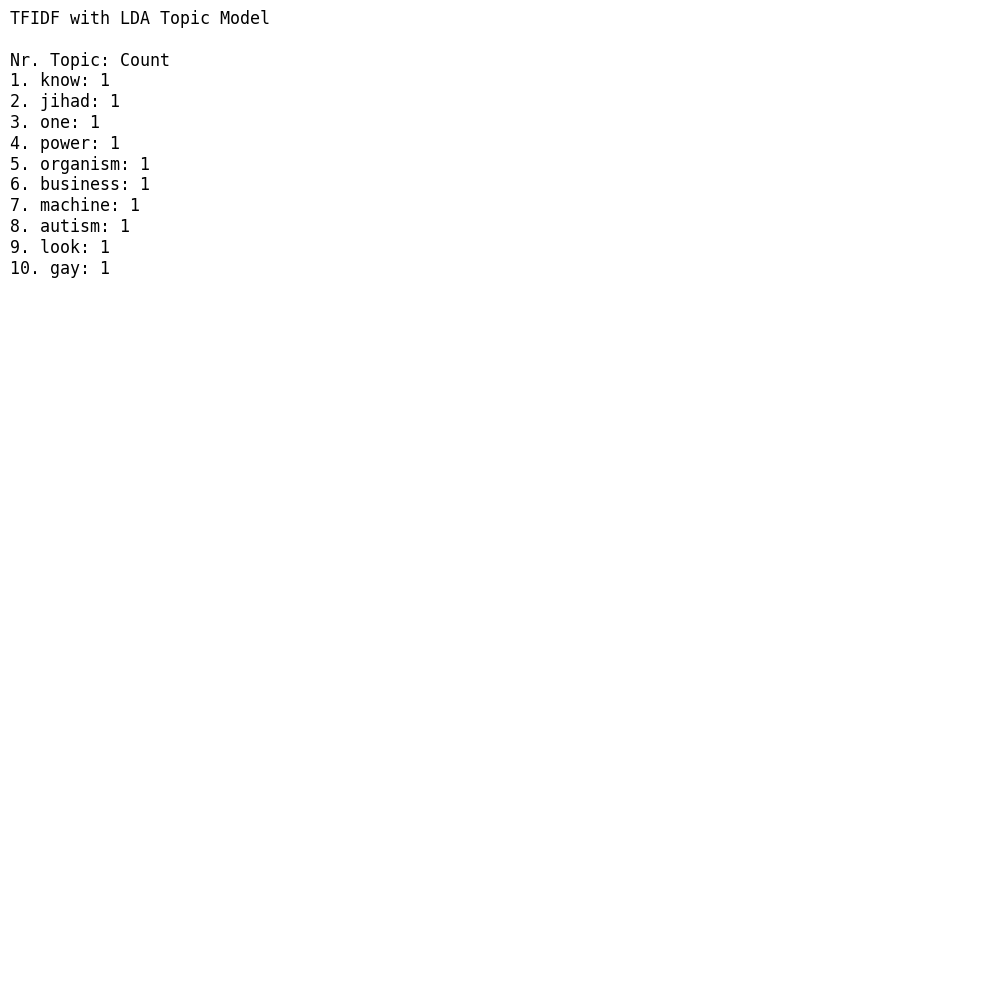 TFIDF with LDA Topic Model

Nr. Topic: Count
1. know: 1
2. jihad: 1
3. one: 1
4. power: 1
5. organism: 1
6. business: 1
7. machine: 1
8. autism: 1
9. look: 1
10. gay: 1